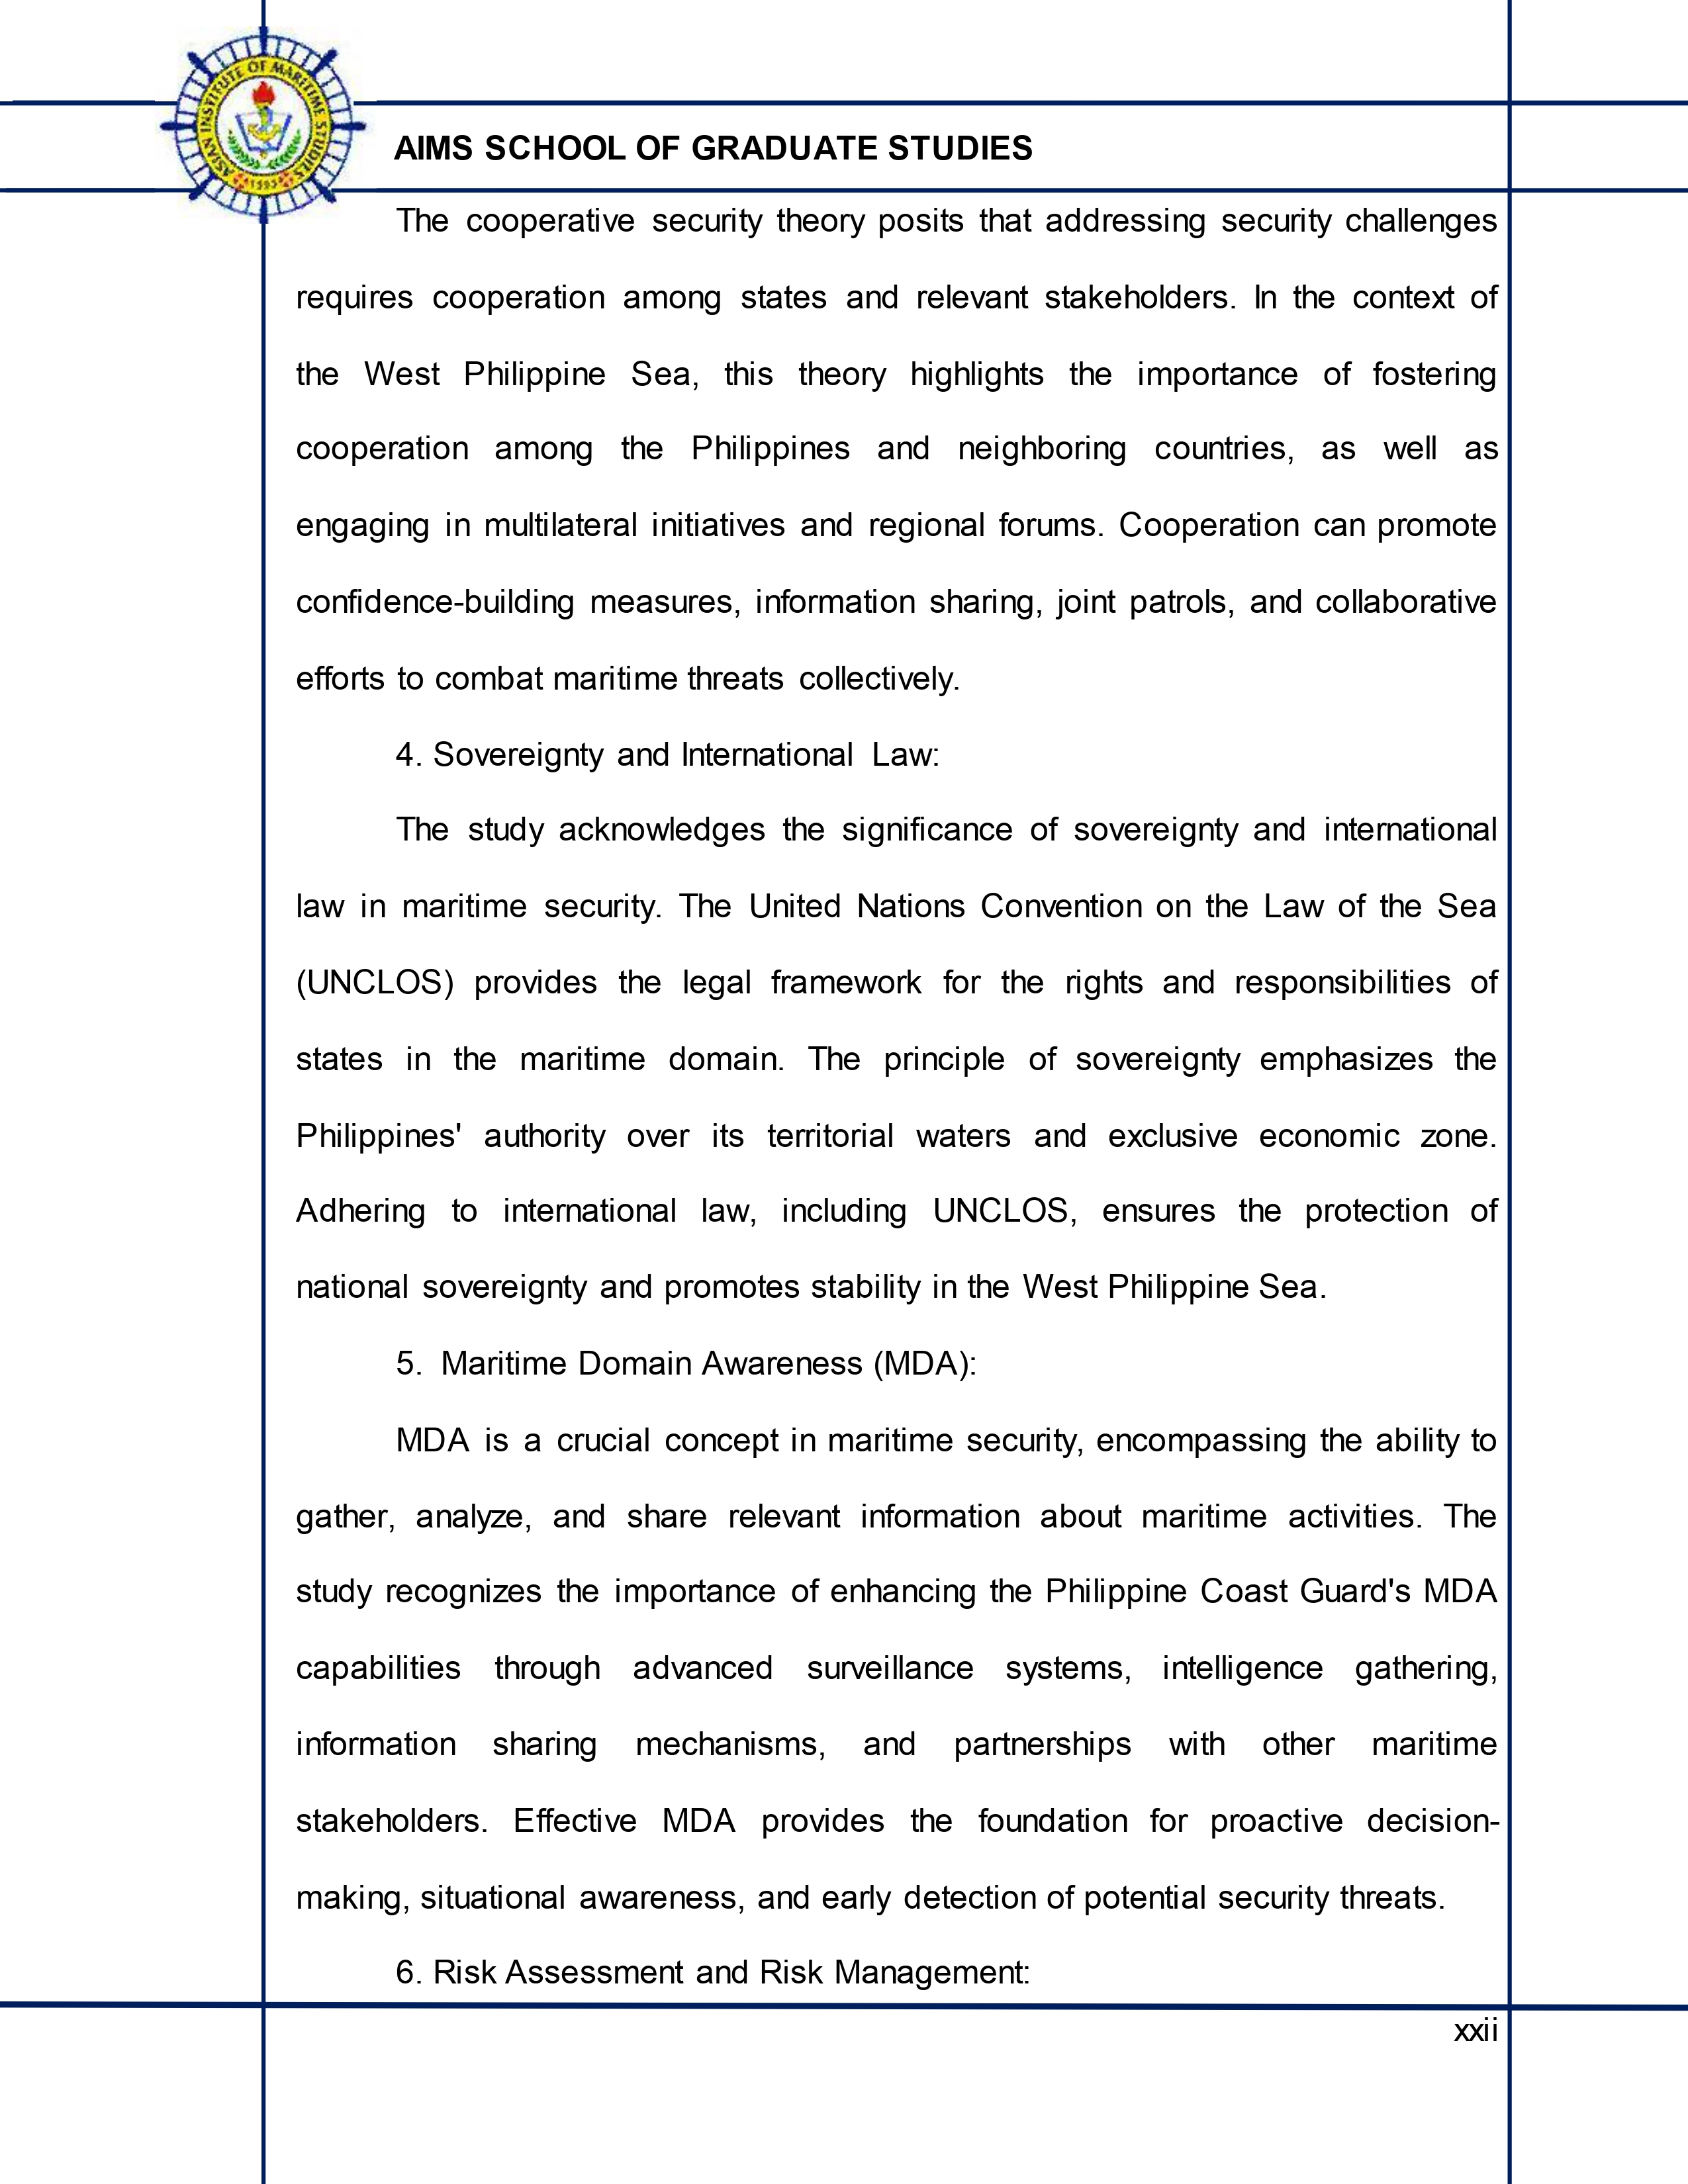 ASIAN INSTITUTE OF MARITIME STUDIES
1993
AIMS SCHOOL OF GRADUATE STUDIES
The cooperative security theory posits that addressing security challenges
requires cooperation among states and relevant stakeholders. In the context of
the West Philippine Sea, this theory highlights the importance of fostering
cooperation among the Philippines and neighboring countries, as well as
engaging in multilateral initiatives and regional forums. Cooperation can promote
confidence-building measures, information sharing, joint patrols, and collaborative
efforts to combat maritime threats collectively.
4. Sovereignty and International Law:
The study acknowledges the significance of sovereignty and international
law in maritime security. The United Nations Convention on the Law of the Sea
(UNCLOS) provides the legal framework for the rights and responsibilities of
states in the maritime domain. The principle of sovereignty emphasizes the
Philippines' authority over its territorial waters and exclusive economic zone.
Adhering to international law, including UNCLOS, ensures the protection of
national sovereignty and promotes stability in the West Philippine Sea.
5. Maritime Domain Awareness (MDA):
MDA is a crucial concept in maritime security, encompassing the ability to
gather, analyze, and share relevant information about maritime activities. The
study recognizes the importance of enhancing the Philippine Coast Guard's MDA
capabilities through advanced surveillance systems, intelligence gathering,
information sharing mechanisms, and partnerships with other maritime
stakeholders. Effective MDA provides the foundation for proactive decision-
making, situational awareness, and early detection of potential security threats.
6. Risk Assessment and Risk Management:
xxii